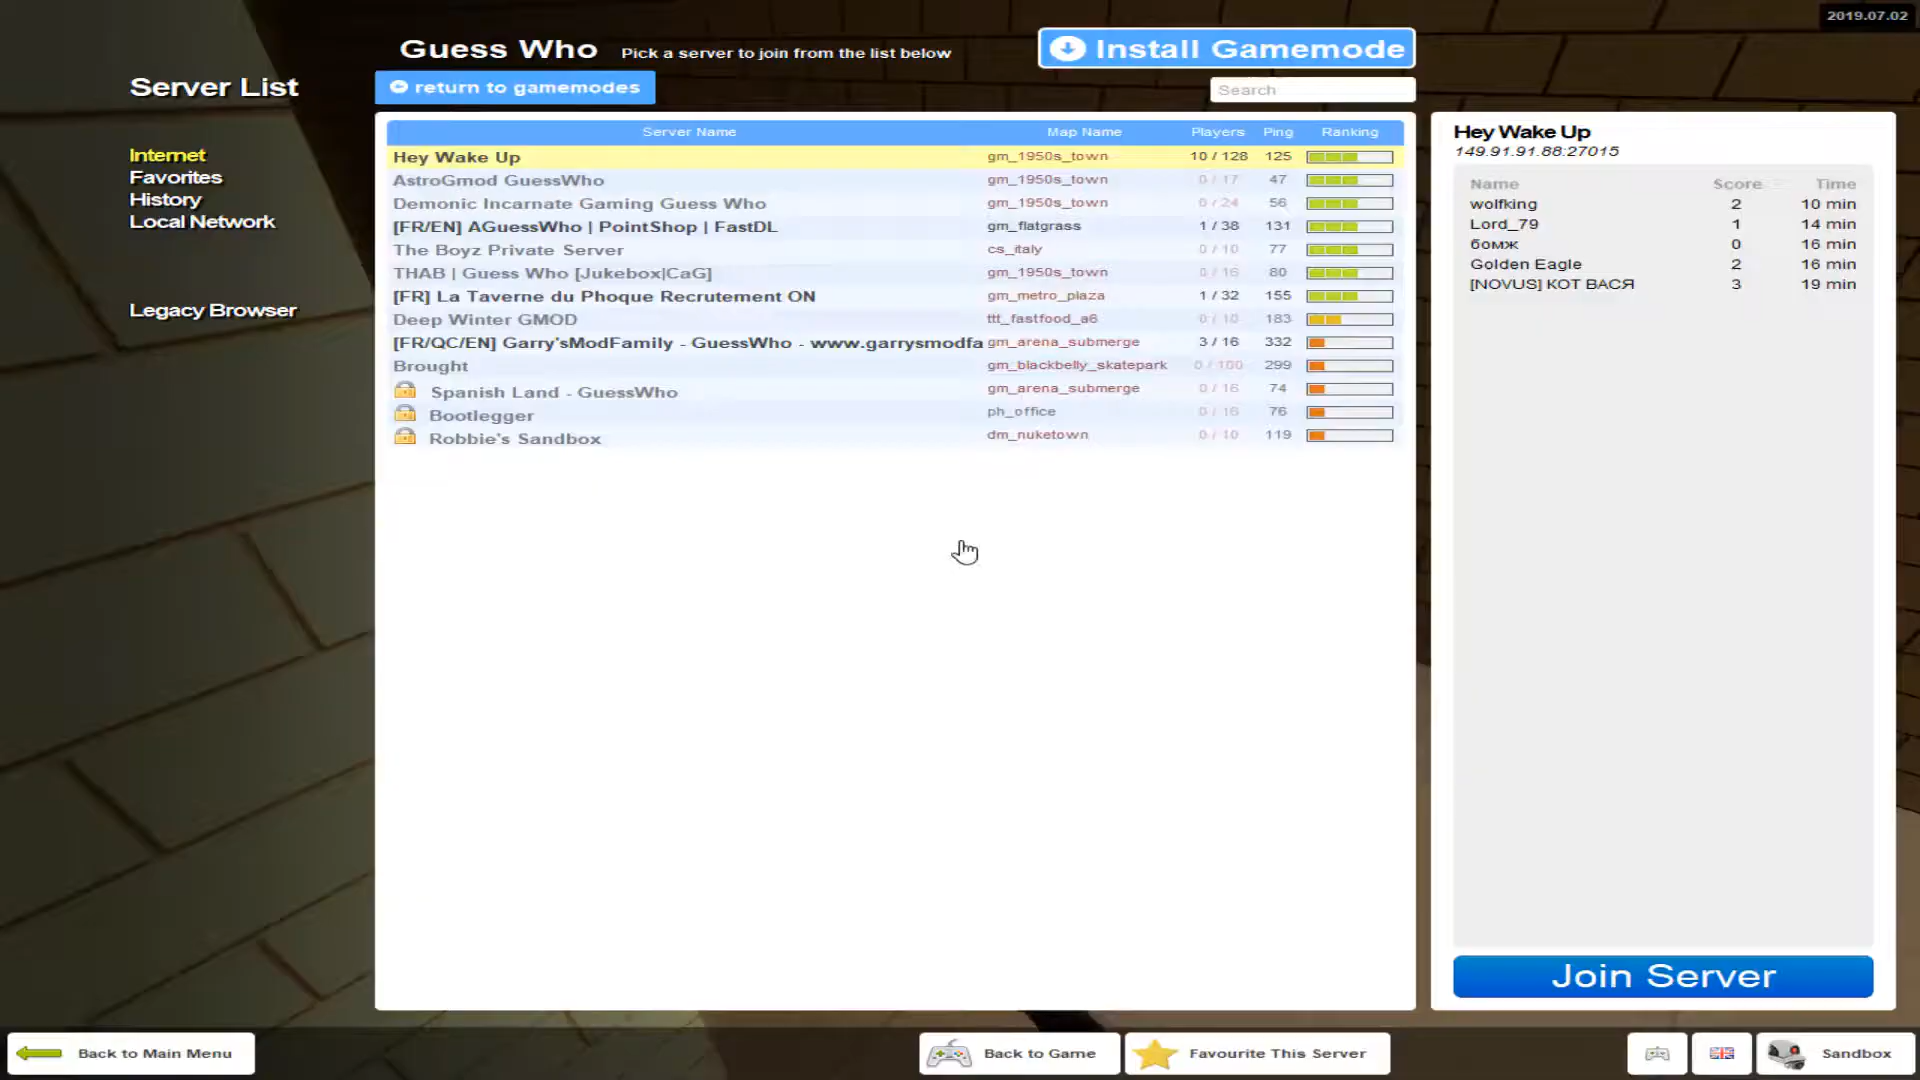 2019.07.02
Guess Who Pick a server to join from the list below
Install Gamemode
Server List
return to gamemodes
Search
Internet
Favorites
History
Local Network
Legacy Browser
Server Name Map Name Players Ping Ranking
Hey Wake Up gm_1950s_town 10 / 128 125
AstroGmod GuessWho gm_1950s_town 0 / 17 47
Demonic Incarnate Gaming Guess Who gm_1950s_town 0 / 24 56
[FR/EN] AGuessWho | PointShop | FastDL gm_flatgrass 1 / 38 131
The Boyz Private Server cs_italy 0 / 10 77
THAB | Guess Who [Jukebox|CaG] gm_1950s_town 0 / 16 80
[FR] La Taverne du Phoque Recrutement ON gm_metro_plaza 1 / 32 155
Deep Winter GMOD ttt_fastfood_a6 0 / 10 183
[FR/QC/EN] Garry'sModFamily - GuessWho - www.garrysmodfa gm_arena_submerge 3 / 16 332
Brought gm_blackbelly_skatepark 0 / 100 299
Spanish Land - GuessWho gm_arena_submerge 0 / 16 74
Bootlegger ph_office 0 / 16 76
Robbie's Sandbox dm_nuketown 0 / 10 119
Hey Wake Up
149.91.91.88:27015
Name Score Time
wolfking 2 10 min
Lord_79 1 14 min
бомж 0 16 min
Golden Eagle 2 16 min
[NOVUS] КОТ ВАСЯ 3 19 min
Join Server
Back to Main Menu
Back to Game
Favourite This Server
Sandbox